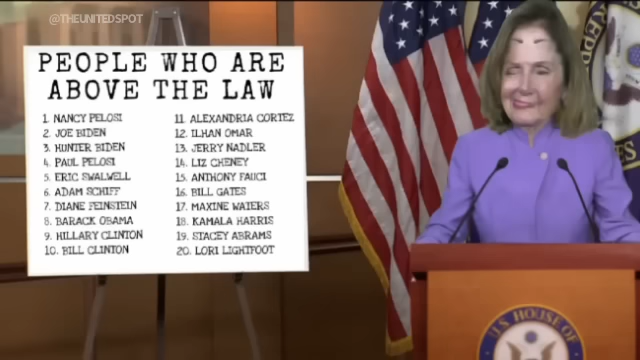 @THEUNITEDSPOT
PEOPLE WHO ARE
ABOVE THE LAW
1. NANCY PELOSI
2. JOE BIDEN
3. HUNTER BIDEN
4. PAUL PELOSI
5. ERIC SWALWELL
6. ADAM SCHIFF
7. DIANE FEINSTEIN
8. BARACK OBAMA
9. HILLARY CLINTON
10. BILL CLINTON
11. ALEXANDRIA CORTEZ
12. ILHAN OMAR
13. JERRY NADLER
14. LIZ CHENEY
15. ANTHONY FAUCI
16. BILL GATES
17. MAXINE WATERS
18. KAMALA HARRIS
19. STACEY ABRAMS
20. LORI LIGHTFOOT
U.S. HOUSE OF